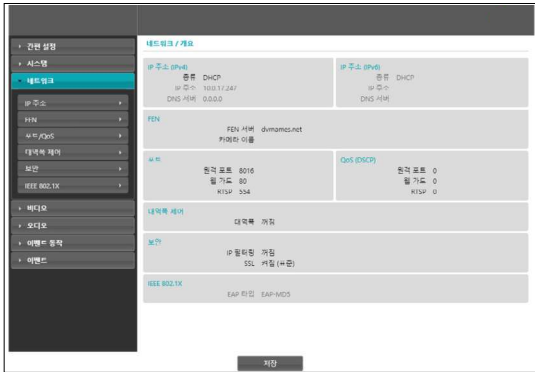 간편 설정
시스템
네트워크
IP 주소
FEN
포트/QoS
대역폭 제어
보안
IEEE 802.1X
비디오
오디오
이벤트 동작
이벤트
네트워크 / 개요
IP 주소 (IPv4)
종류 DHCP
IP 주소 10.0.17.247
DNS 서버 0.0.0.0
IP 주소 (IPv6)
종류 DHCP
IP 주소
DNS 서버
FEN
FEN 서버 dvrnames.net
카메라 이름
포트
원격 포트 8016
웹 가드 80
RTSP 554
QoS (DSCP)
원격 포트 0
웹 가드 0
RTSP 0
대역폭 제어
대역폭 꺼짐
보안
IP 필터링 꺼짐
SSL 켜짐 (표준)
IEEE 802.1X
EAP 타입 EAP-MD5
저장